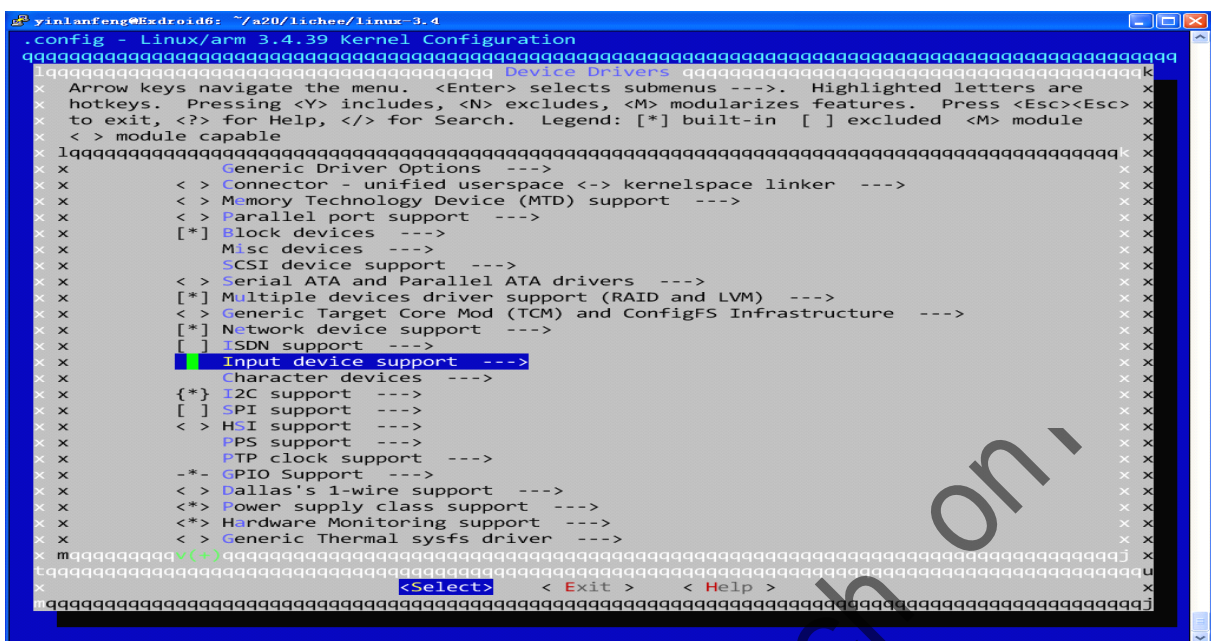 yinlanfeng@Exdroid6: ~/a20/lichee/linux-3.4
.config - Linux/arm 3.4.39 Kernel Configuration
Device Drivers
Arrow keys navigate the menu. <Enter> selects submenus --->. Highlighted letters are
hotkeys. Pressing <Y> includes, <N> excludes, <M> modularizes features. Press <Esc><Esc>
to exit, <?> for Help, </> for Search. Legend: [*] built-in [ ] excluded <M> module
< > module capable
Generic Driver Options --->
< > Connector - unified userspace <-> kernelspace linker --->
< > Memory Technology Device (MTD) support --->
< > Parallel port support --->
[*] Block devices --->
Misc devices --->
SCSI device support --->
< > Serial ATA and Parallel ATA drivers --->
[*] Multiple devices driver support (RAID and LVM) --->
< > Generic Target Core Mod (TCM) and ConfigFS Infrastructure --->
[*] Network device support --->
[ ] ISDN support --->
Input device support --->
Character devices --->
{*} I2C support --->
[ ] SPI support --->
< > HSI support --->
PPS support --->
PTP clock support --->
-*- GPIO Support --->
< > Dallas's 1-wire support --->
<*> Power supply class support --->
<*> Hardware Monitoring support --->
< > Generic Thermal sysfs driver --->
v(+)
<Select> < Exit > < Help >